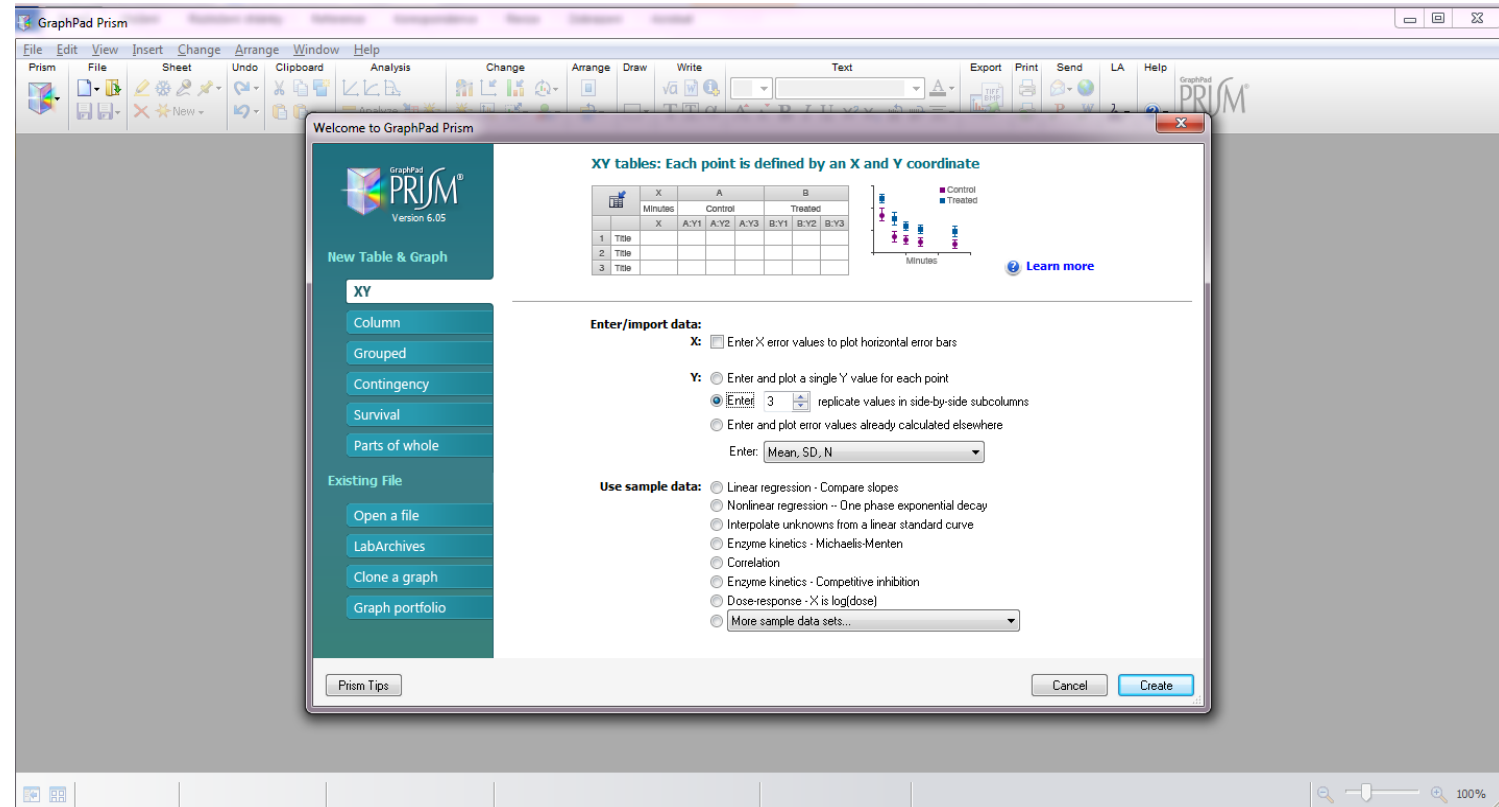 GraphPad Prism
File Edit View Insert Change Arrange Window Help
Prism File Sheet Undo Clipboard Analysis Change Arrange Draw Write Text Export Print Send LA Help
New
GraphPad
PRISM®
Welcome to GraphPad Prism
GraphPad
PRISM®
Version 6.05
New Table & Graph
XY
Column
Grouped
Contingency
Survival
Parts of whole
Existing File
Open a file
LabArchives
Clone a graph
Graph portfolio
XY tables: Each point is defined by an X and Y coordinate
X A B
Minutes Control Treated
X A:Y1 A:Y2 A:Y3 B:Y1 B:Y2 B:Y3
1 Title
2 Title
3 Title
Control
Treated
Minutes
Learn more
Enter/import data:
X: Enter X error values to plot horizontal error bars
Y: Enter and plot a single Y value for each point
Enter 3 replicate values in side-by-side subcolumns
Enter and plot error values already calculated elsewhere
Enter: Mean, SD, N
Use sample data: Linear regression - Compare slopes
Nonlinear regression -- One phase exponential decay
Interpolate unknowns from a linear standard curve
Enzyme kinetics - Michaelis-Menten
Correlation
Enzyme kinetics - Competitive inhibition
Dose-response - X is log(dose)
More sample data sets...
Prism Tips Cancel Create
100%